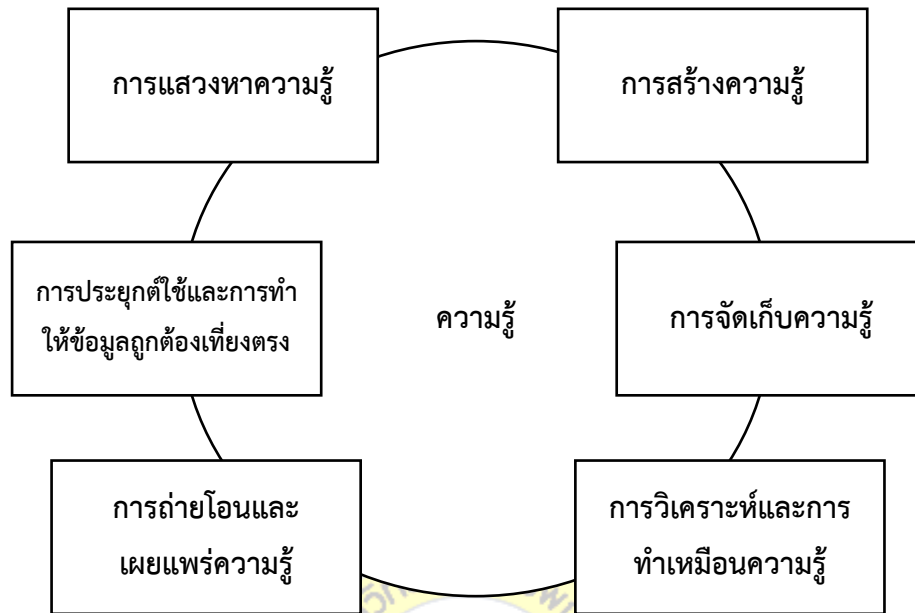 การแสวงหาความรู้
การสร้างความรู้
การประยุกต์ใช้และการทำ
ให้ข้อมูลถูกต้องเที่ยงตรง
ความรู้
การจัดเก็บความรู้
การถ่ายโอนและ
เผยแพร่ความรู้
การวิเคราะห์และการ
ทำเหมือนความรู้